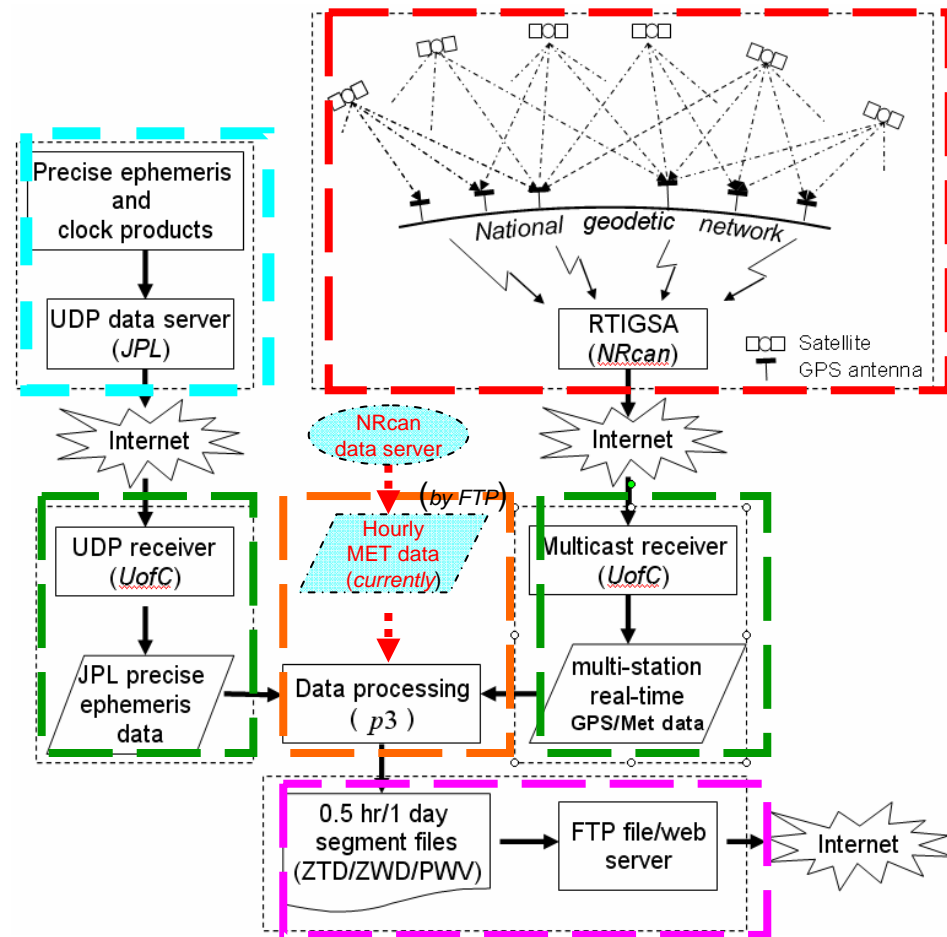 Precise ephemeris
and
clock products
UDP data server
(JPL)
National geodetic network
RTIGSA
(NRcan)
Satellite
GPS antenna
Internet
NRcan
data server
Internet
(by FTP)
UDP receiver
(UofC)
Hourly
MET data
(currently)
Multicast receiver
(UofC)
JPL precise
ephemeris
data
Data processing
( p3 )
multi-station
real-time
GPS/Met data
0.5 hr/1 day
segment files
(ZTD/ZWD/PWV)
FTP file/web
server
Internet